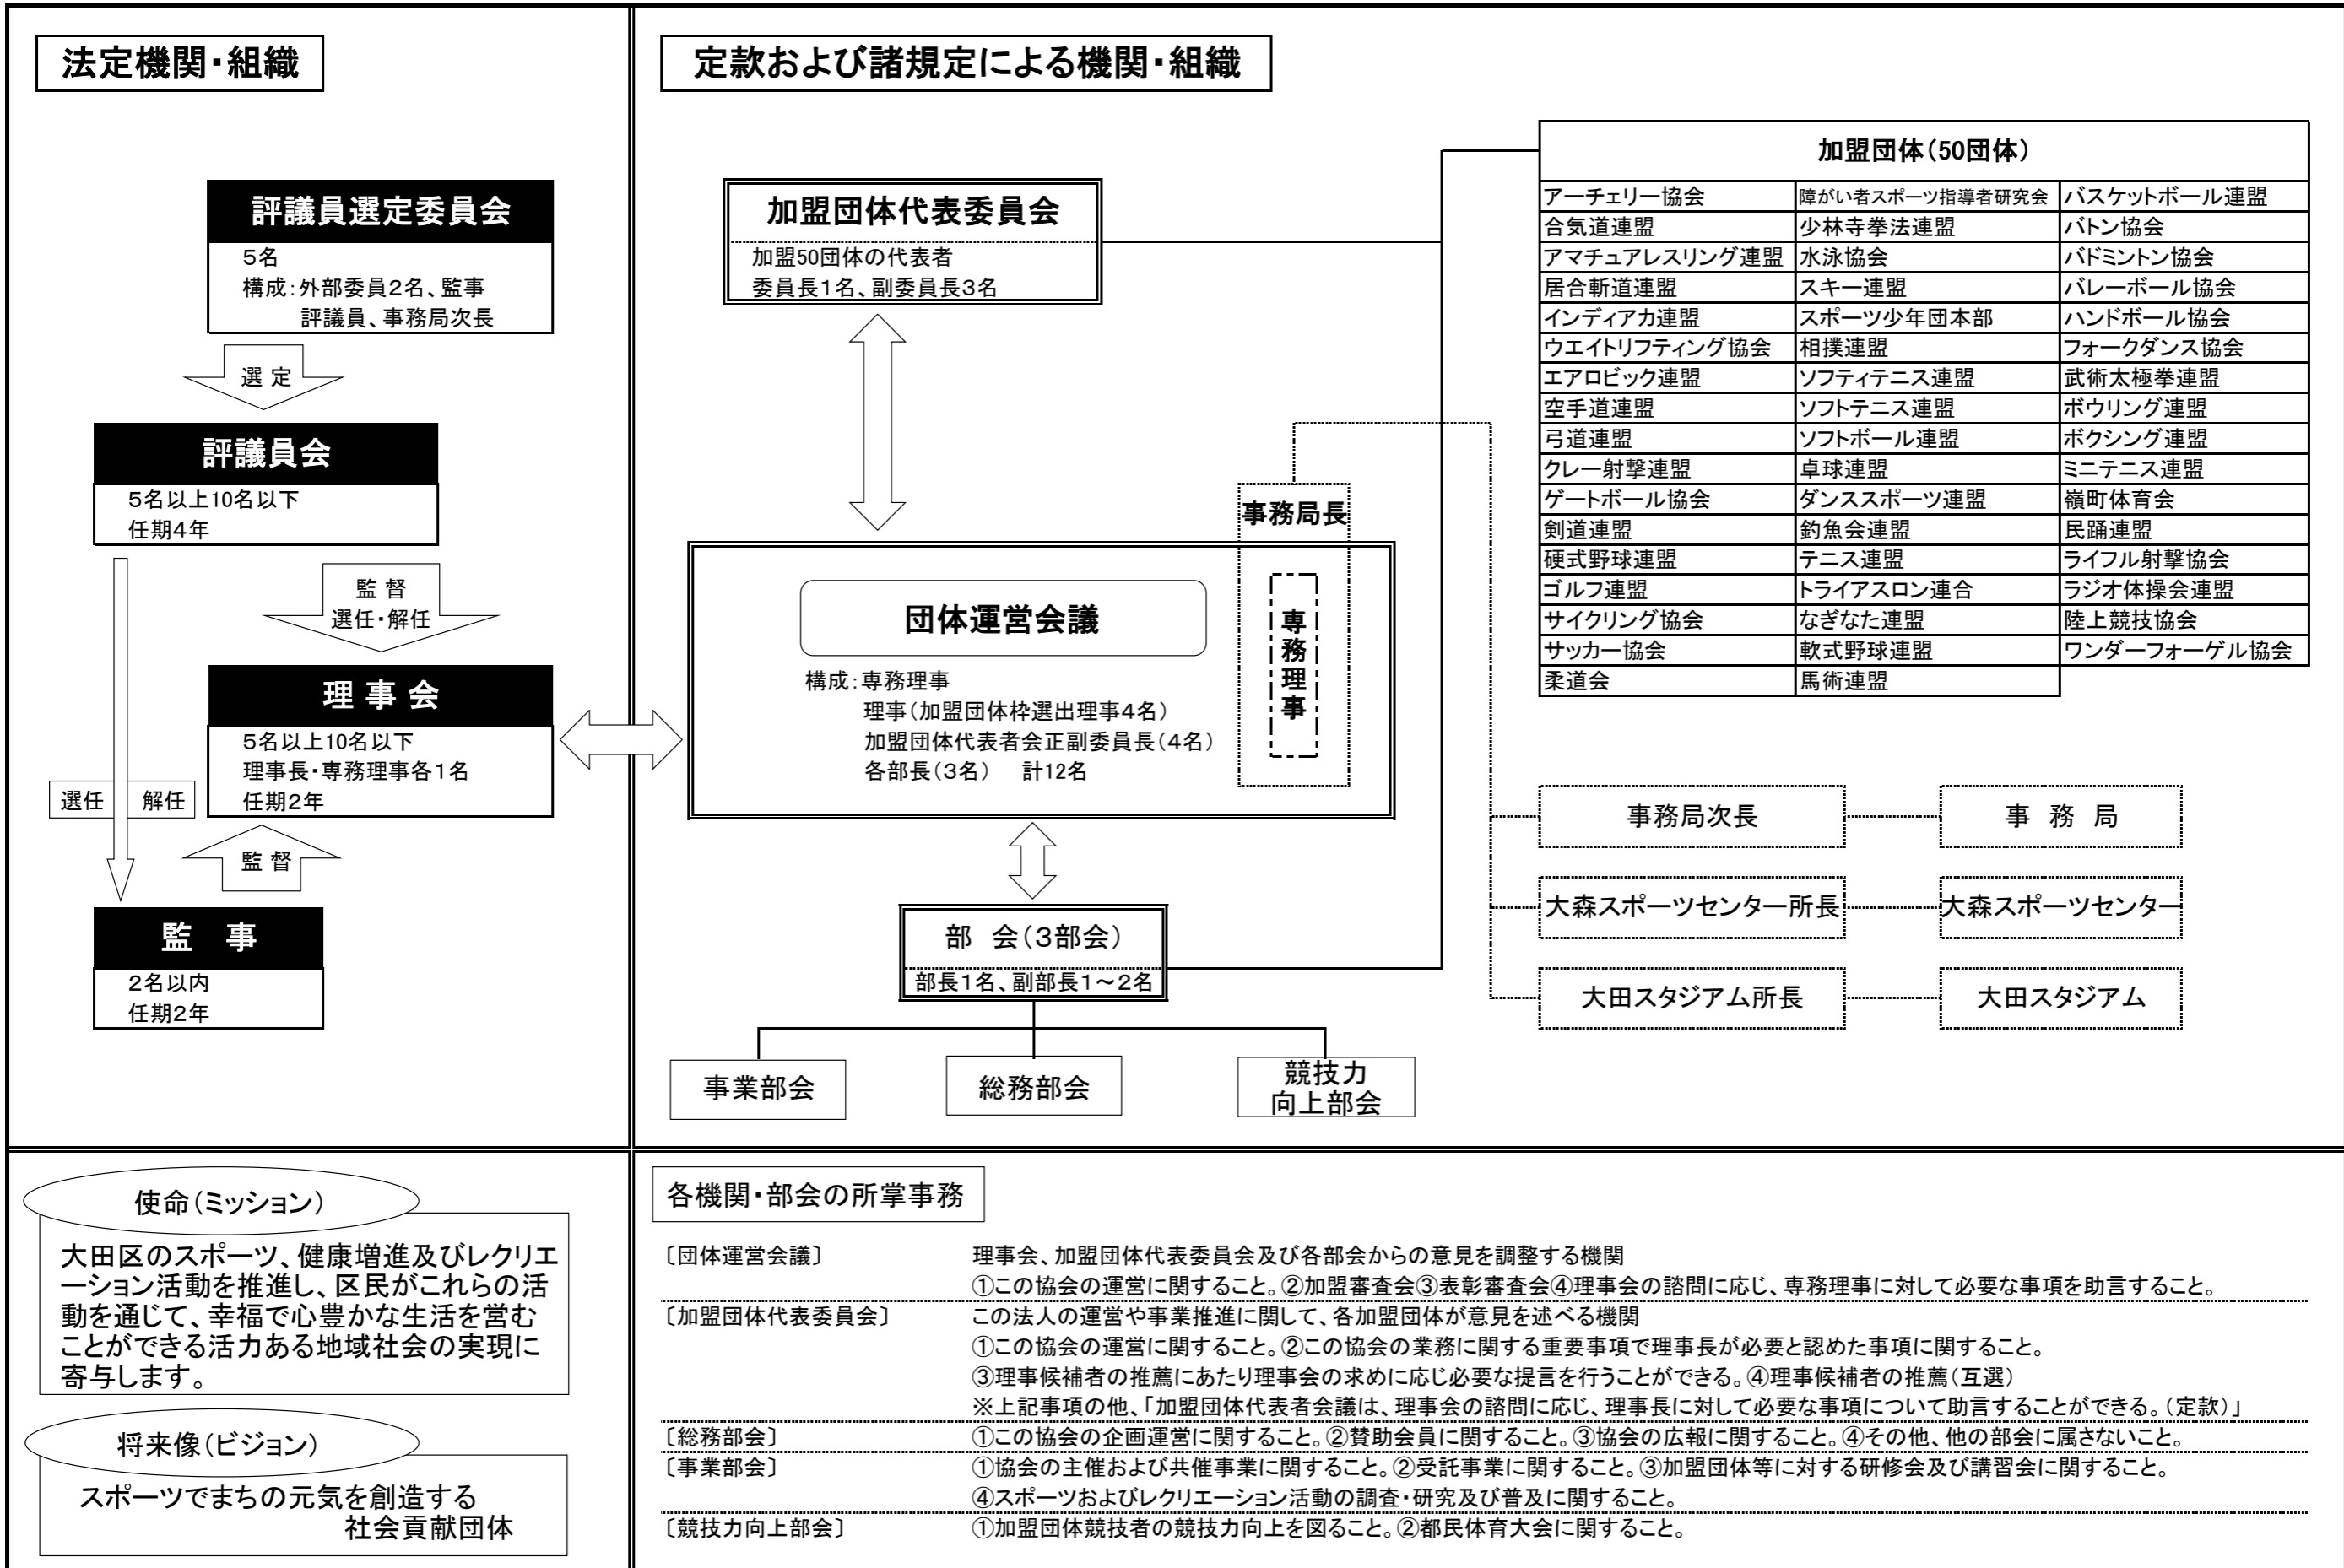 法定機関・組織
評議員選定委員会
5名
構成：外部委員2名、監事
評議員、事務局次長
選 定
評議員会
5名以上10名以下
任期4年
監 督
選任・解任
理 事 会
5名以上10名以下
理事長・専務理事各1名
任期2年
選任 解任
監 督
監 事
2名以内
任期2年
定款および諸規定による機関・組織
加盟団体代表委員会
加盟50団体の代表者
委員長1名、副委員長3名
事務局長
専務理事
団体運営会議
構成：専務理事
理事（加盟団体枠選出理事4名）
加盟団体代表者会正副委員長（4名）
各部長（3名） 計12名
部 会（3部会）
部長1名、副部長1～2名
事業部会
総務部会
競技力
向上部会
加盟団体（50団体）
アーチェリー協会 障がい者スポーツ指導者研究会 バスケットボール連盟
合気道連盟 少林寺拳法連盟 バトン協会
アマチュアレスリング連盟 水泳協会 バドミントン協会
居合斬道連盟 スキー連盟 バレーボール協会
インディアカ連盟 スポーツ少年団本部 ハンドボール協会
ウエイトリフティング協会 相撲連盟 フォークダンス協会
エアロビック連盟 ソフティテニス連盟 武術太極拳連盟
空手道連盟 ソフトテニス連盟 ボウリング連盟
弓道連盟 ソフトボール連盟 ボクシング連盟
クレー射撃連盟 卓球連盟 ミニテニス連盟
ゲートボール協会 ダンススポーツ連盟 嶺町体育会
剣道連盟 釣魚会連盟 民踊連盟
硬式野球連盟 テニス連盟 ライフル射撃協会
ゴルフ連盟 トライアスロン連合 ラジオ体操会連盟
サイクリング協会 なぎなた連盟 陸上競技協会
サッカー協会 軟式野球連盟 ワンダーフォーゲル協会
柔道会 馬術連盟
事務局次長 事 務 局
大森スポーツセンター所長 大森スポーツセンター
大田スタジアム所長 大田スタジアム
使命（ミッション）
大田区のスポーツ、健康増進及びレクリエ
ーション活動を推進し、区民がこれらの活
動を通じて、幸福で心豊かな生活を営む
ことができる活力ある地域社会の実現に
寄与します。
将来像（ビジョン）
スポーツでまちの元気を創造する
社会貢献団体
各機関・部会の所掌事務
〔団体運営会議〕 理事会、加盟団体代表委員会及び各部会からの意見を調整する機関
①この協会の運営に関すること。②加盟審査会③表彰審査会④理事会の諮問に応じ、専務理事に対して必要な事項を助言すること。
〔加盟団体代表委員会〕 この法人の運営や事業推進に関して、各加盟団体が意見を述べる機関
①この協会の運営に関すること。②この協会の業務に関する重要事項で理事長が必要と認めた事項に関すること。
③理事候補者の推薦にあたり理事会の求めに応じ必要な提言を行うことができる。④理事候補者の推薦（互選）
※上記事項の他、「加盟団体代表者会議は、理事会の諮問に応じ、理事長に対して必要な事項について助言することができる。（定款）」
〔総務部会〕 ①この協会の企画運営に関すること。②賛助会員に関すること。③協会の広報に関すること。④その他、他の部会に属さないこと。
〔事業部会〕 ①協会の主催および共催事業に関すること。②受託事業に関すること。③加盟団体等に対する研修会及び講習会に関すること。
④スポーツおよびレクリエーション活動の調査・研究及び普及に関すること。
〔競技力向上部会〕 ①加盟団体競技者の競技力向上を図ること。②都民体育大会に関すること。